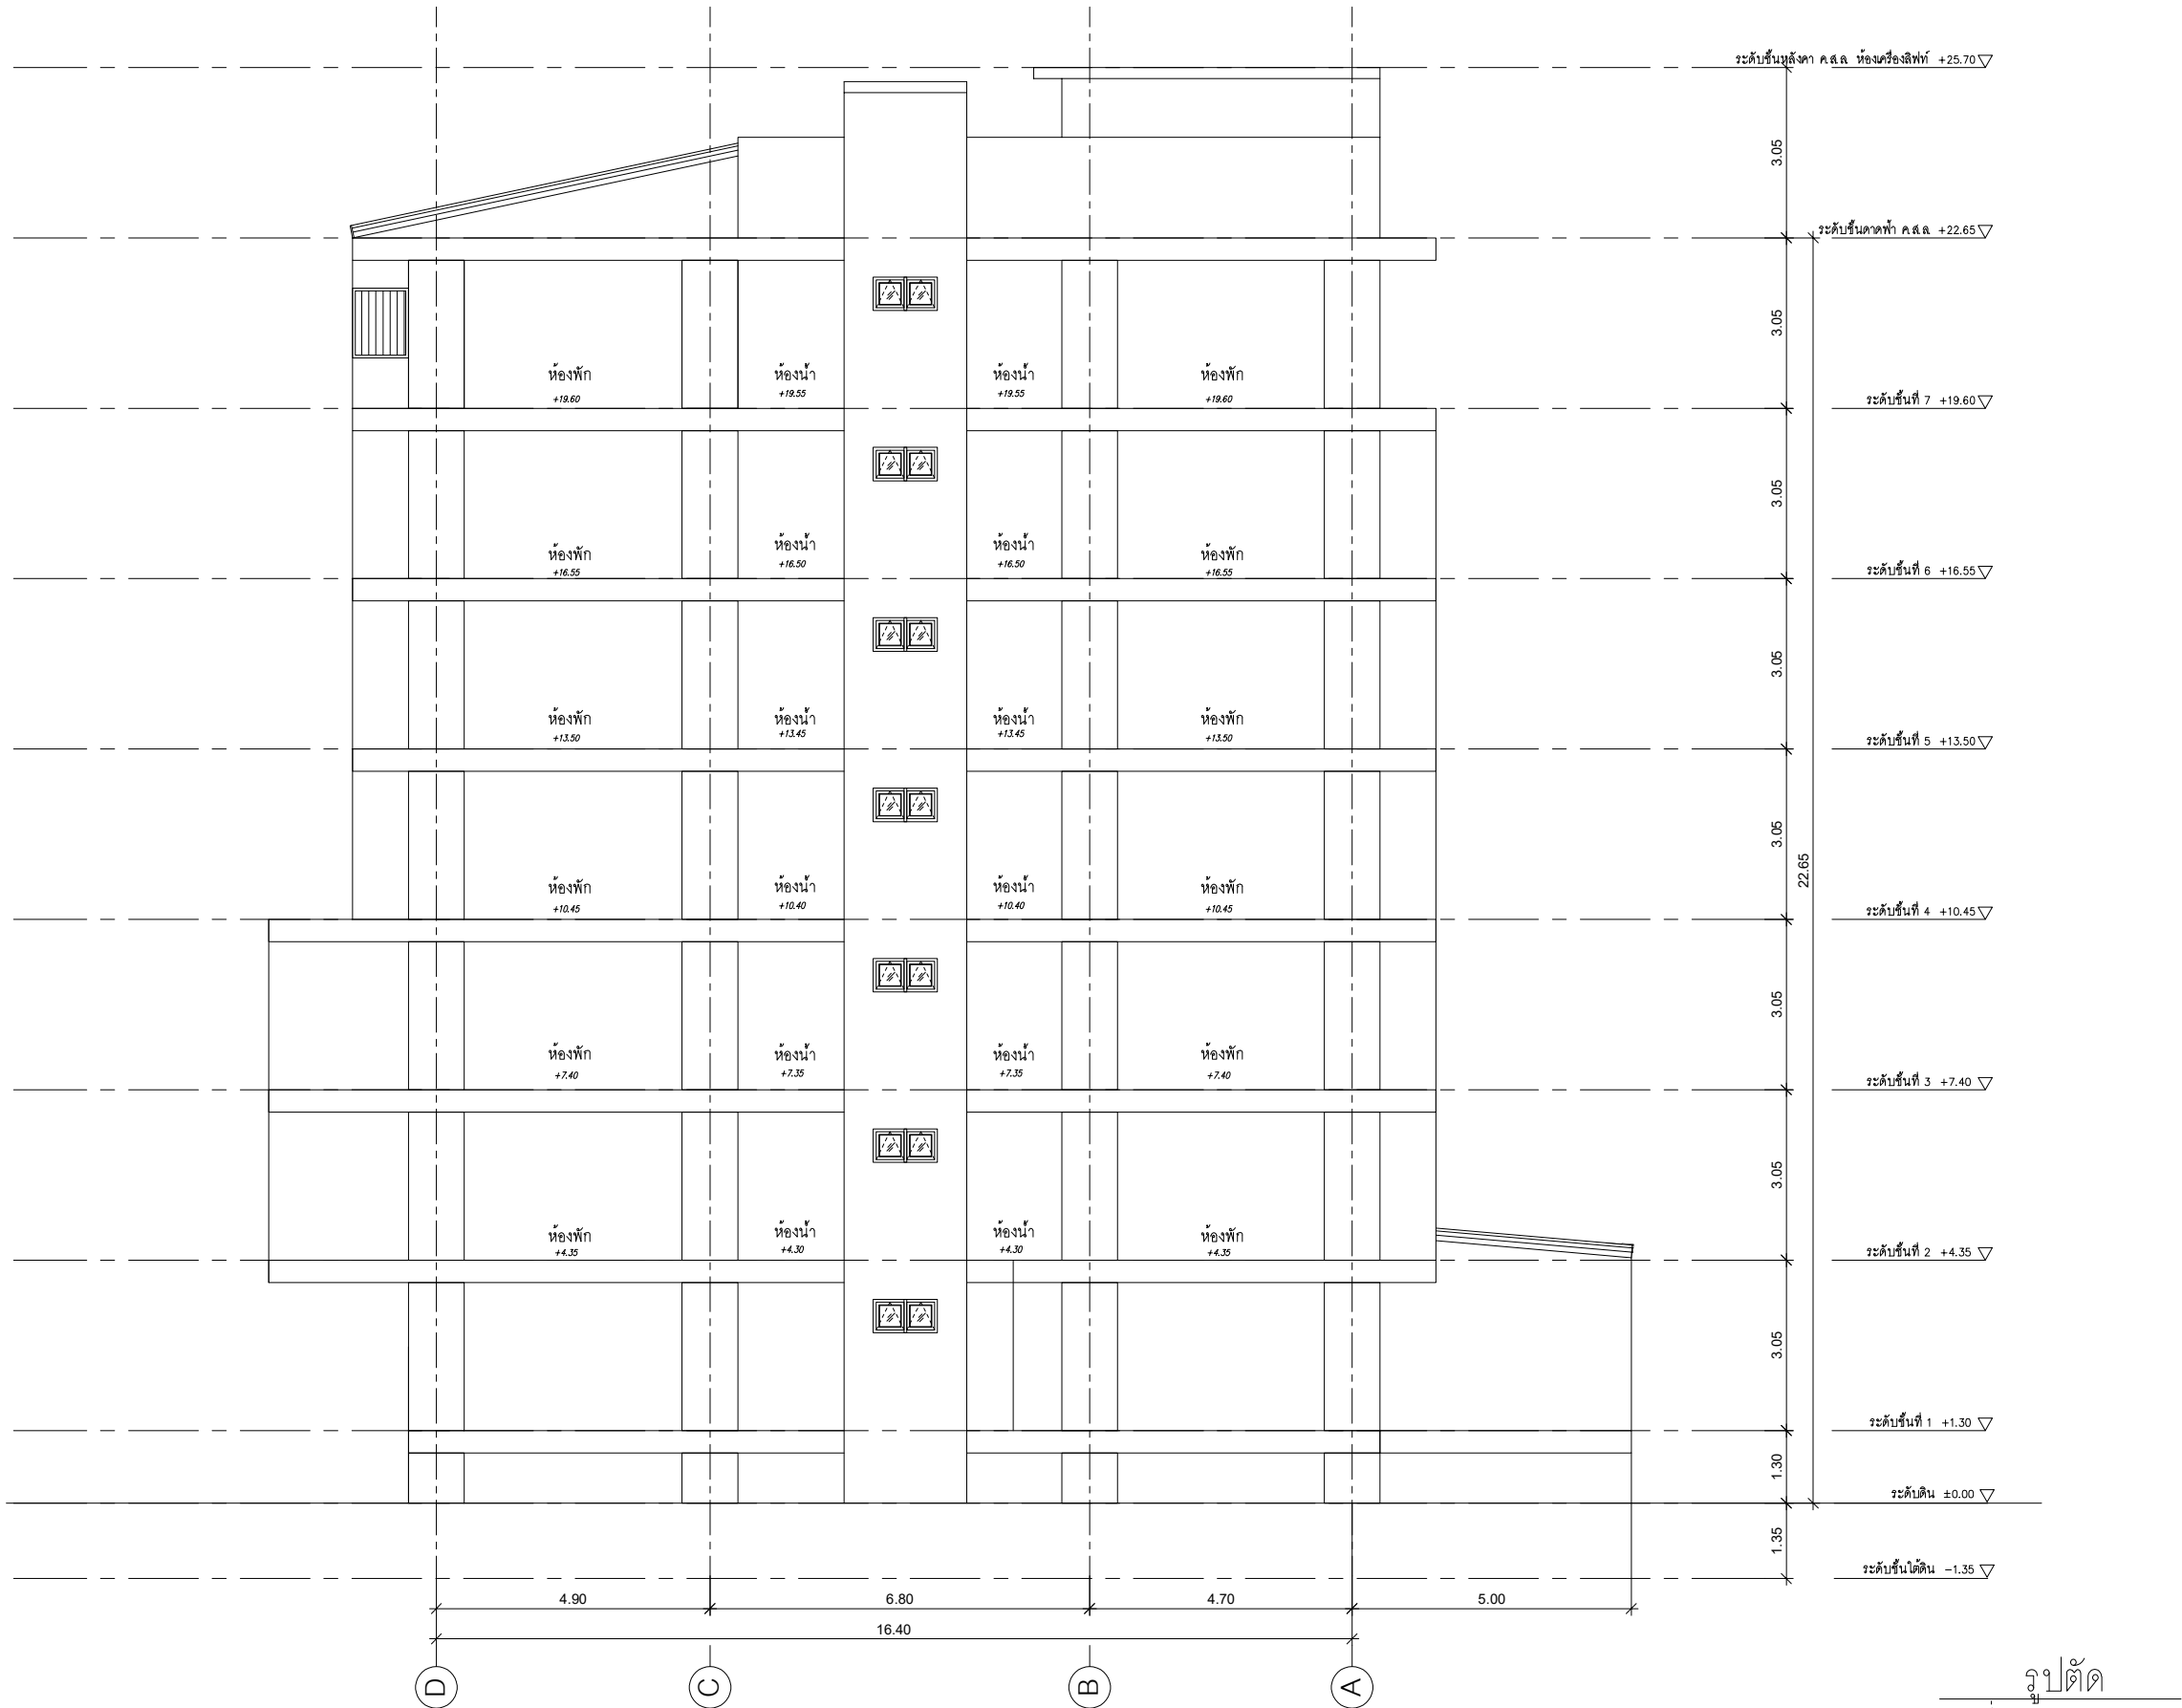 ระดับชั้นหลังคา ค.ส.ล. ห้องเครื่องลิฟท์ +25.70
3.05
ระดับชั้นดาดฟ้า ค.ส.ล. +22.65
3.05
ห้องพัก ห้องน้ำ ห้องน้ำ ห้องพัก
+19.60 +19.55 +19.55 +19.60
ระดับชั้นที่ 7 +19.60
3.05
ห้องพัก ห้องน้ำ ห้องน้ำ ห้องพัก
+16.55 +16.50 +16.50 +16.55
ระดับชั้นที่ 6 +16.55
3.05
ห้องพัก ห้องน้ำ ห้องน้ำ ห้องพัก
+13.50 +13.45 +13.45 +13.50
ระดับชั้นที่ 5 +13.50
3.05
22.65
ห้องพัก ห้องน้ำ ห้องน้ำ ห้องพัก
+10.45 +10.40 +10.40 +10.45
ระดับชั้นที่ 4 +10.45
3.05
ห้องพัก ห้องน้ำ ห้องน้ำ ห้องพัก
+7.40 +7.35 +7.35 +7.40
ระดับชั้นที่ 3 +7.40
3.05
ห้องพัก ห้องน้ำ ห้องน้ำ ห้องพัก
+4.35 +4.30 +4.30 +4.35
ระดับชั้นที่ 2 +4.35
3.05
ระดับชั้นที่ 1 +1.30
1.30
ระดับดิน ±0.00
1.35
ระดับชั้นใต้ดิน -1.35
4.90 6.80 4.70 5.00
16.40
D C B A
รูปตัด